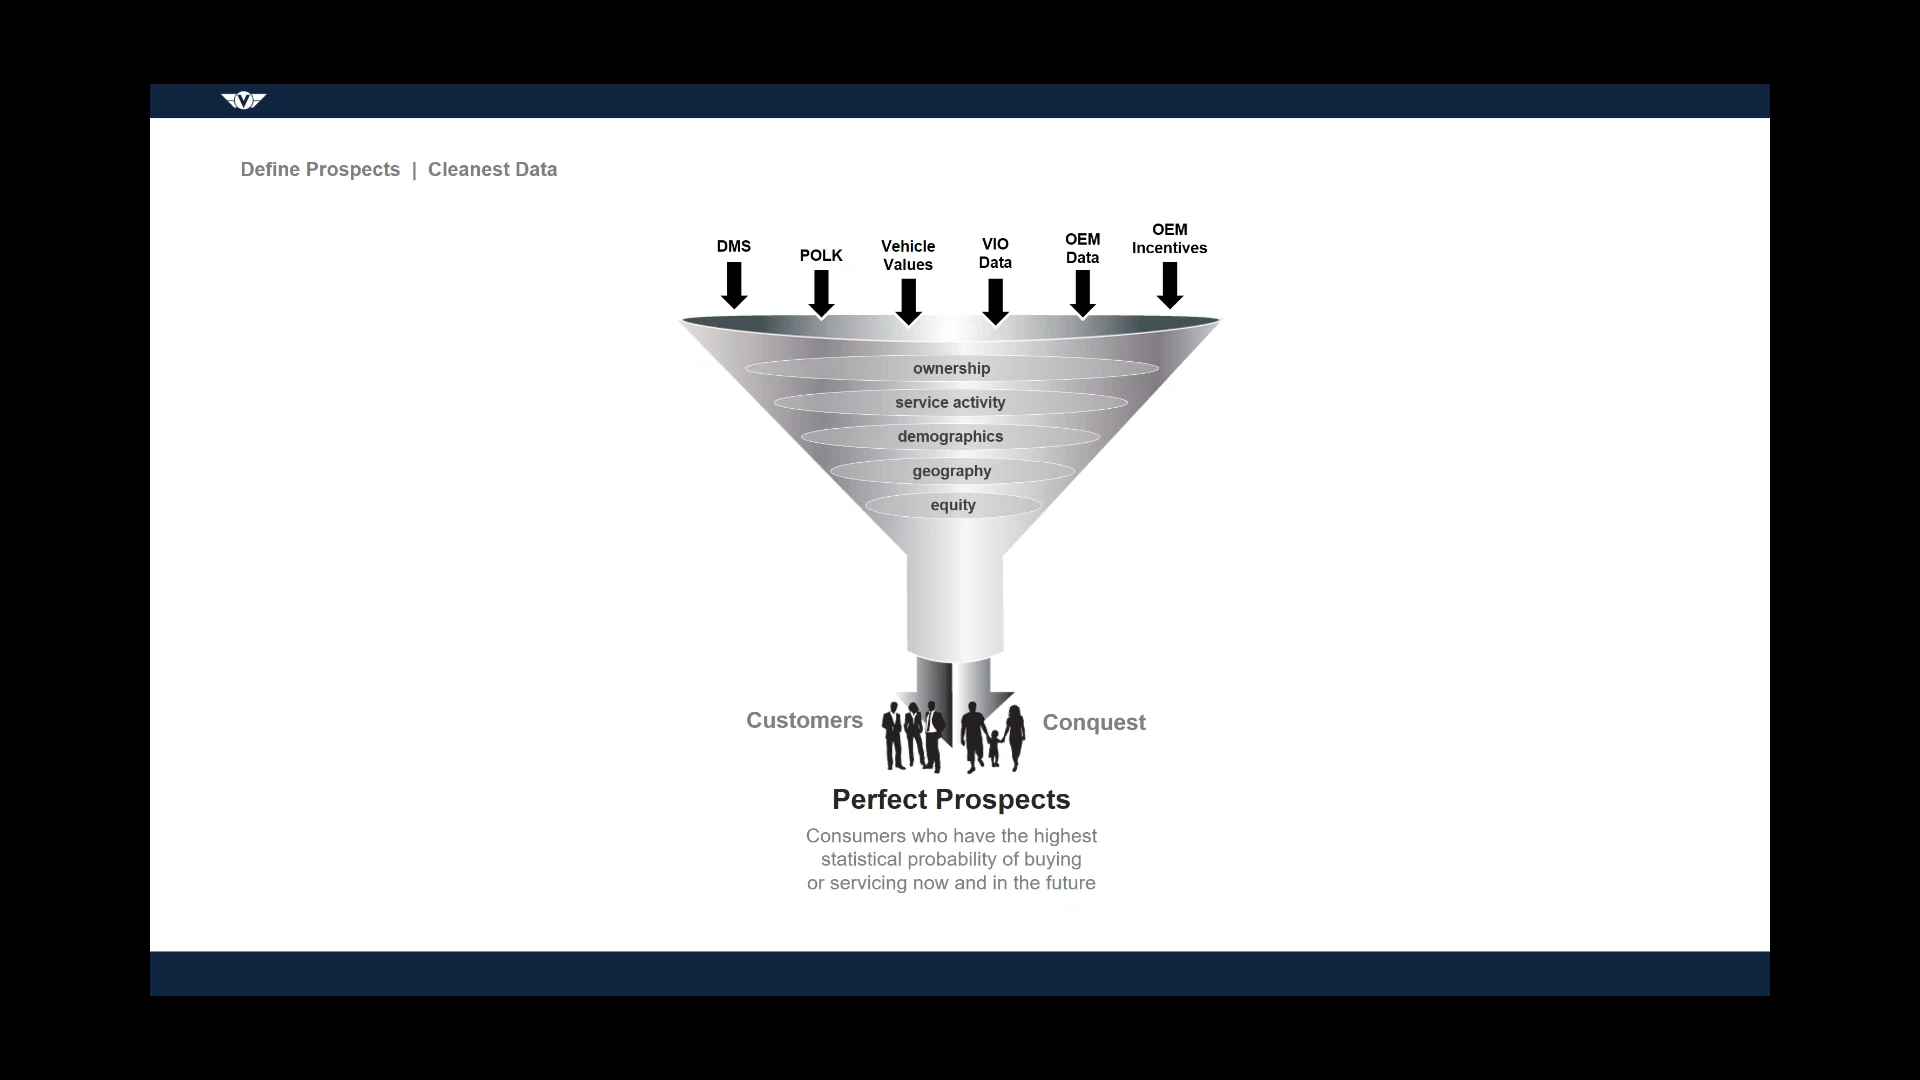 Define Prospects | Cleanest Data
DMS
POLK
Vehicle
Values
VIO
Data
OEM
Data
OEM
Incentives
ownership
service activity
demographics
geography
equity
Customers
Conquest
Perfect Prospects
Consumers who have the highest
statistical probability of buying
or servicing now and in the future